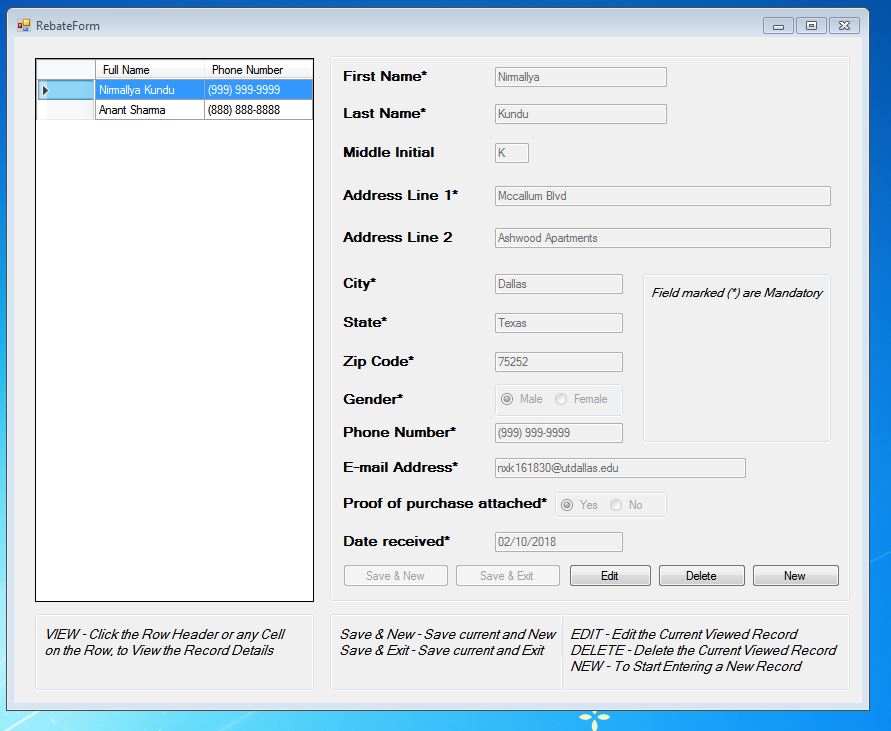 RebateForm
Full Name Phone Number
Nirmallya Kundu (999) 999-9999
Anant Sharma (888) 888-8888
First Name* Nirmallya
Last Name* Kundu
Middle Initial K
Address Line 1* Mccallum Blvd
Address Line 2 Ashwood Apartments
City* Dallas
Field marked (*) are Mandatory
State* Texas
Zip Code* 75252
Gender* Male Female
Phone Number* (999) 999-9999
E-mail Address* nxk161830@utdallas.edu
Proof of purchase attached* Yes No
Date received* 02/10/2018
Save & New Save & Exit Edit Delete New
VIEW - Click the Row Header or any Cell
on the Row, to View the Record Details
Save & New - Save current and New
Save & Exit - Save current and Exit
EDIT - Edit the Current Viewed Record
DELETE - Delete the Current Viewed Record
NEW - To Start Entering a New Record